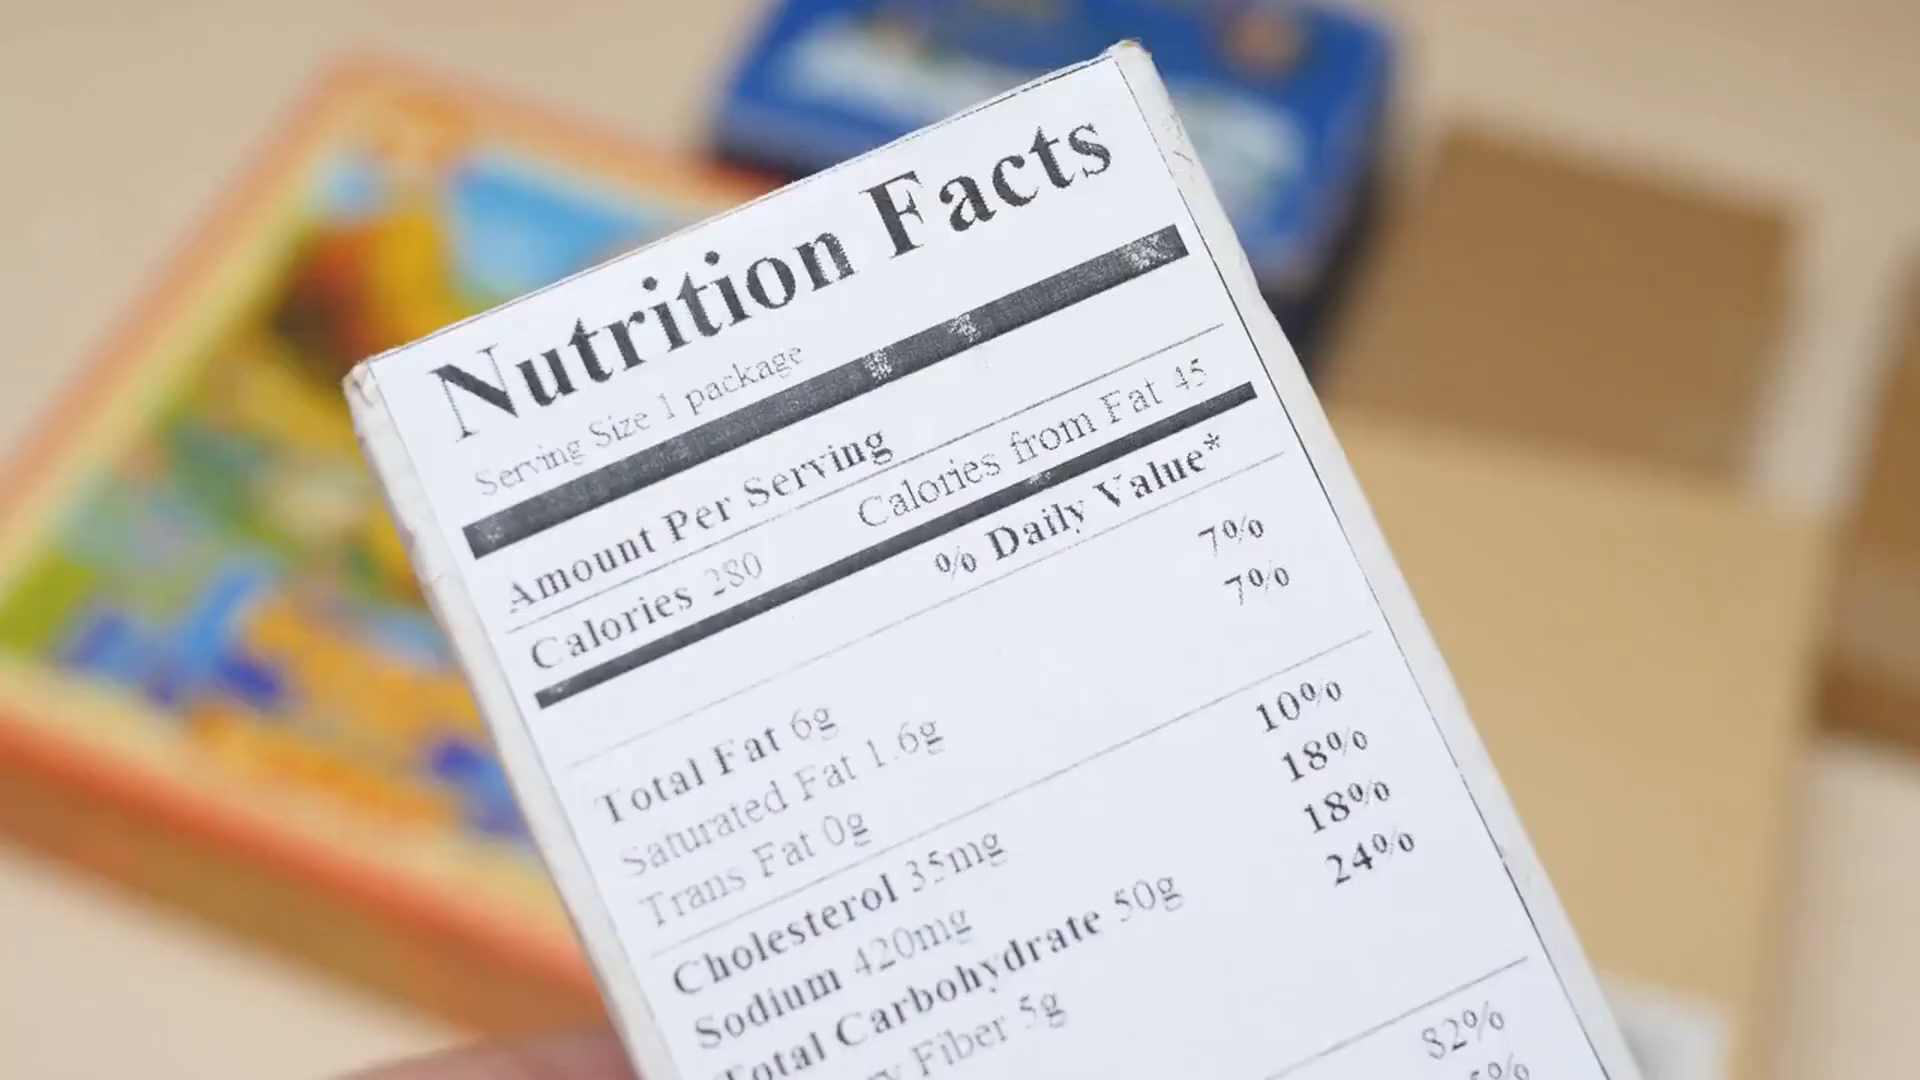 Nutrition Facts
Serving Size 1 package
Amount Per Serving
Calories 280 Calories from Fat 45
% Daily Value*
Total Fat 6g 7%
Saturated Fat 1.6g 7%
Trans Fat 0g
Cholesterol 35mg 10%
Sodium 420mg 18%
Total Carbohydrate 50g 18%
Fiber 5g 24%
82%